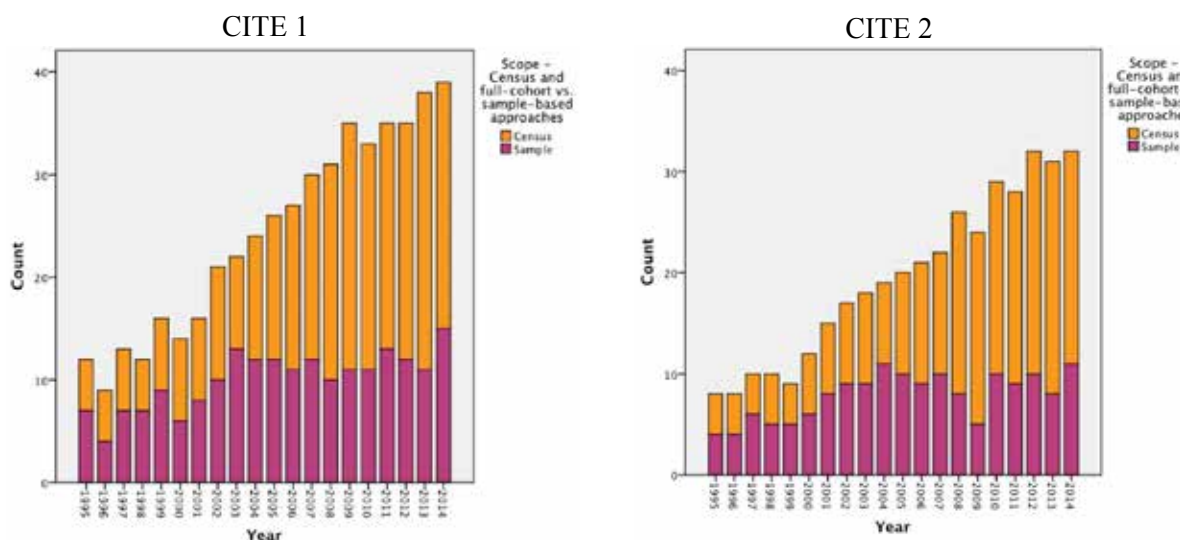 CITE 1
CITE 2
Scope -
Census and
full-cohort vs.
sample-based
approaches
Census
Sample
40
30
20
10
0
Count
1995
1996
1997
1998
1999
2000
2001
2002
2003
2004
2005
2006
2007
2008
2009
2010
2011
2012
2013
2014
Year
Scope -
Census an
full-cohort
sample-bas
approache
Census
Sample
40
30
20
10
0
Count
1995
1996
1997
1998
1999
2000
2001
2002
2003
2004
2005
2006
2007
2008
2009
2010
2011
2012
2013
2014
Year